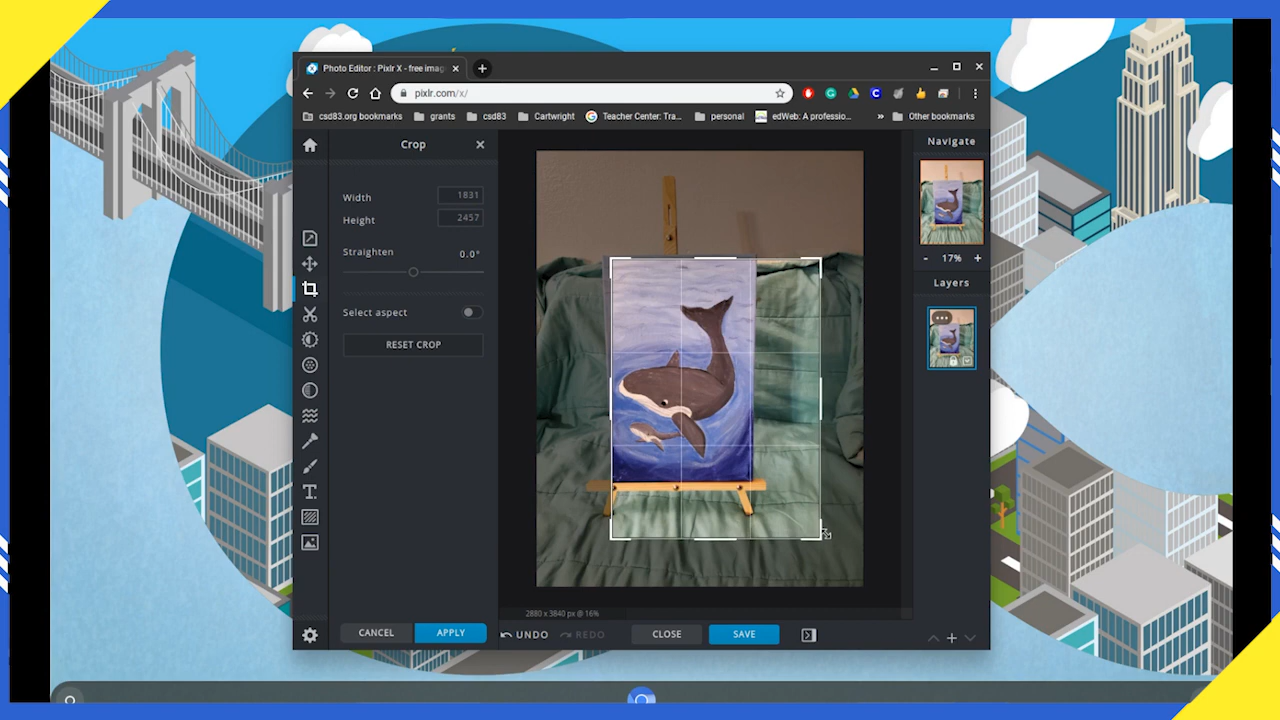 Photo Editor : Pixlr X - free imag
pixlr.com/x/
csd83.org bookmarks
grants
csd83
Cartwright
Teacher Center: Tra...
personal
edWeb: A professio...
»
Other bookmarks
Crop
Width 1831
Height 2457
Straighten 0.0°
Select aspect
RESET CROP
CANCEL
APPLY
2880 x 3840 px @ 16%
UNDO
REDO
CLOSE
SAVE
Navigate
- 17% +
Layers